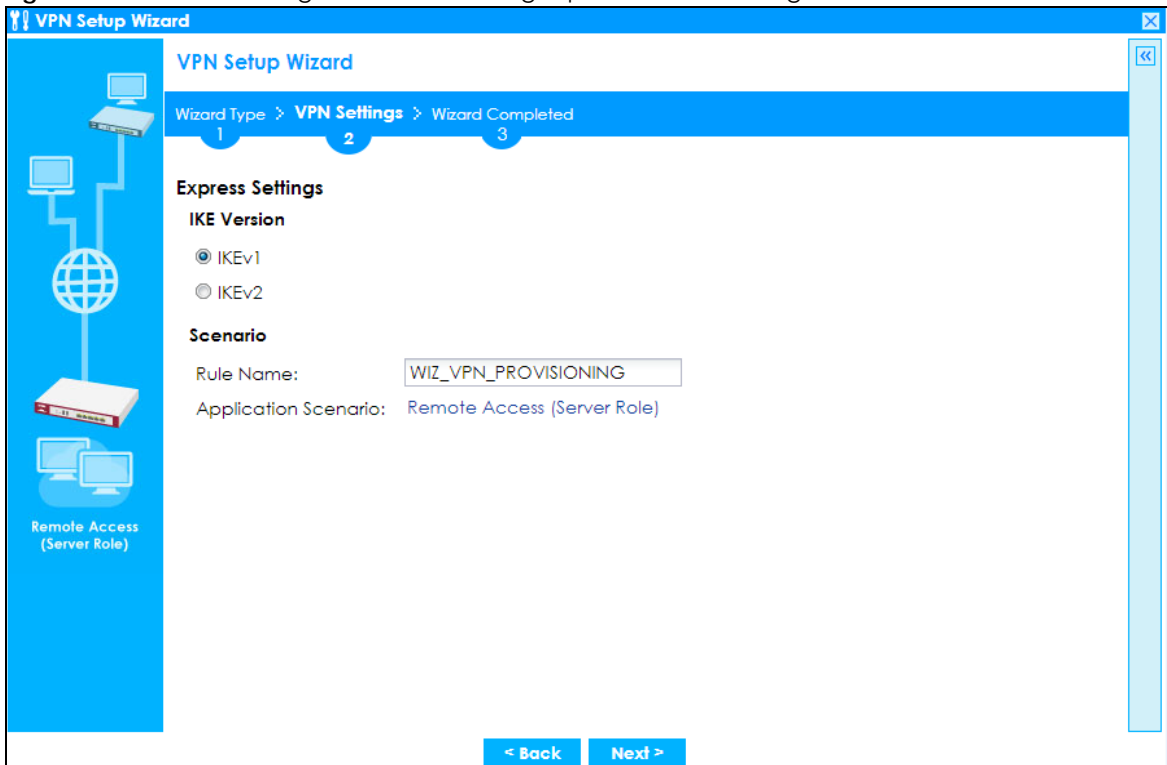 VPN Setup Wizard
VPN Setup Wizard
Wizard Type > VPN Settings > Wizard Completed
1 2 3
Express Settings
IKE Version
IKEv1
IKEv2
Scenario
Rule Name: WIZ_VPN_PROVISIONING
Application Scenario: Remote Access (Server Role)
Remote Access
(Server Role)
< Back Next >